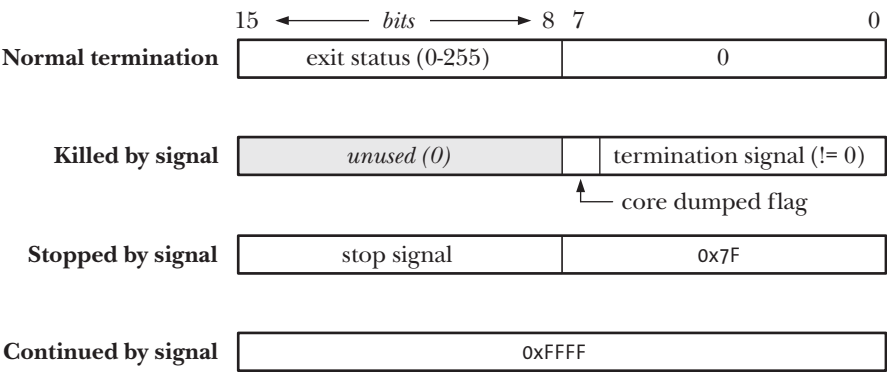 15 bits 8 7 0
Normal termination exit status (0-255) 0
Killed by signal unused (0) termination signal (!= 0)
core dumped flag
Stopped by signal stop signal 0x7F
Continued by signal 0xFFFF